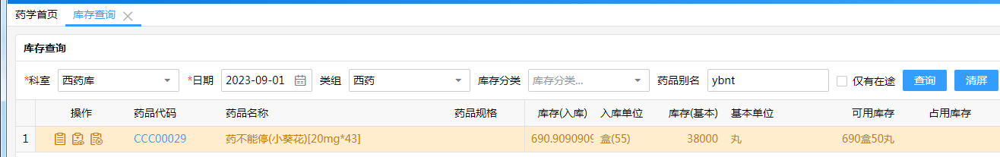 药学首页 库存查询
库存查询
*科室 西药库 *日期 2023-09-01 类组 西药 库存分类 库存分类... 药品别名 ybnt 仅有在途 查询 清屏
操作 药品代码 药品名称 药品规格 库存(入库) 入库单位 库存(基本) 基本单位 可用库存 占用库存
1 CCC00029 药不能停(小葵花)[20mg*43] 690.9090909 盒(55) 38000 丸 690盒50丸